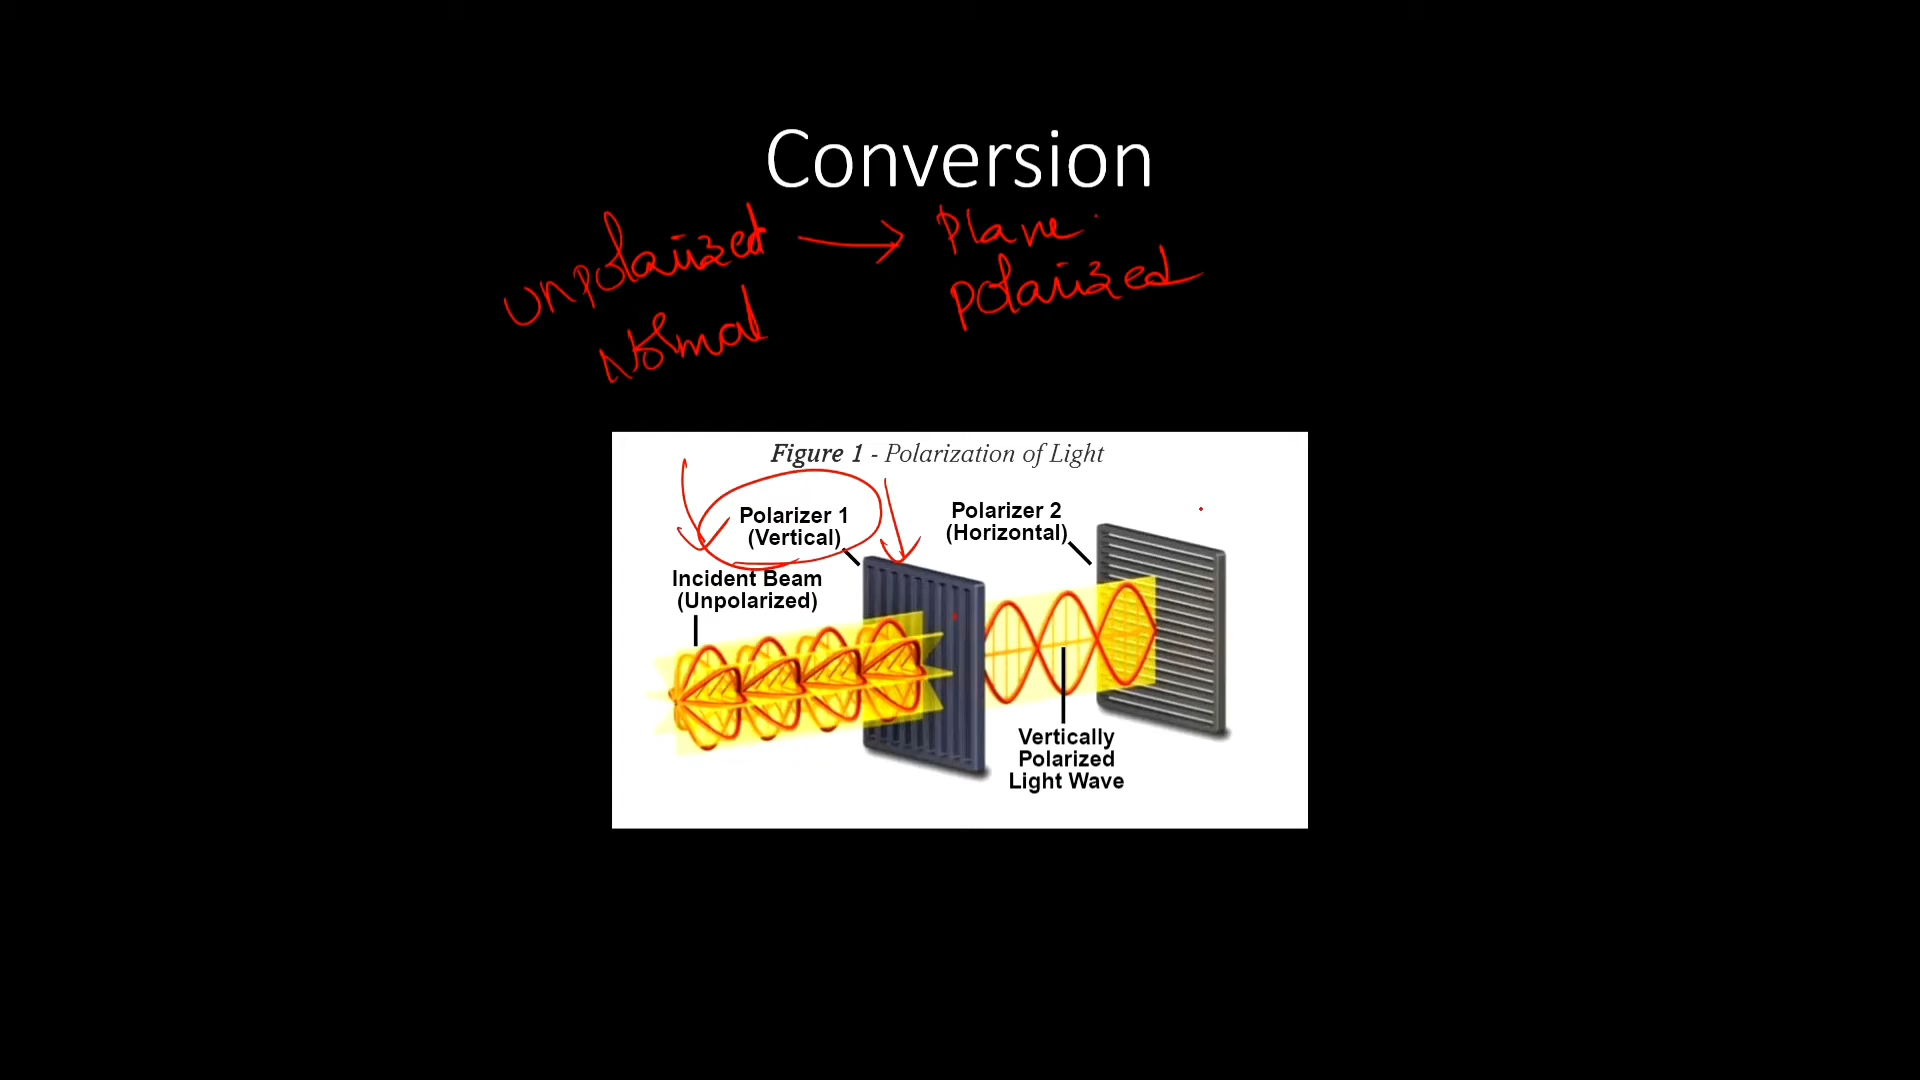 Conversion
unpolarized → Plane
polarized
Normal
Figure 1 - Polarization of Light
Polarizer 1
(Vertical)
Polarizer 2
(Horizontal)
Incident Beam
(Unpolarized)
Vertically
Polarized
Light Wave